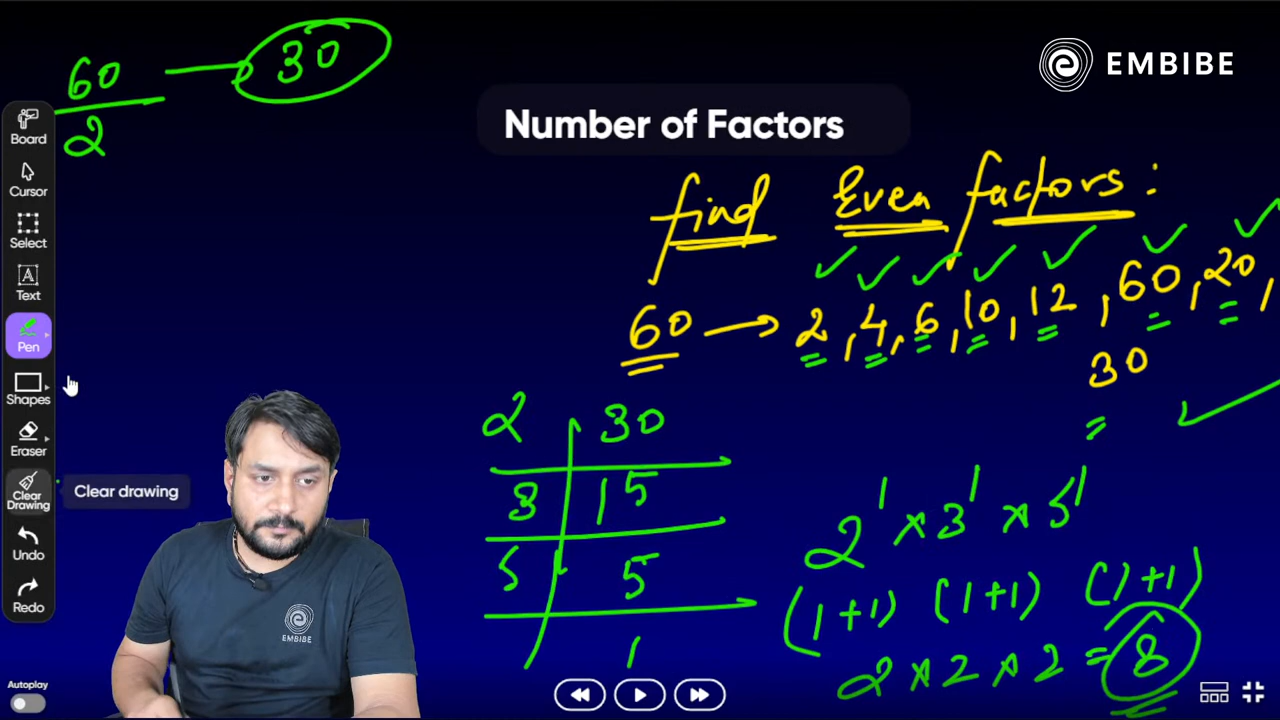 60
2
30
EMBIBE
Number of Factors
find Even factors:
60 → 2, 4, 6, 10, 12, 60, 20,
30
2 30
3 15
5 5
1
2¹ × 3¹ × 5¹
(1+1) (1+1) (1+1)
2 × 2 × 2 = 8
Board
Cursor
Select
A
Text
Pen
Shapes
Eraser
Clear Drawing
Clear drawing
Undo
Redo
EMBIBE
Autoplay